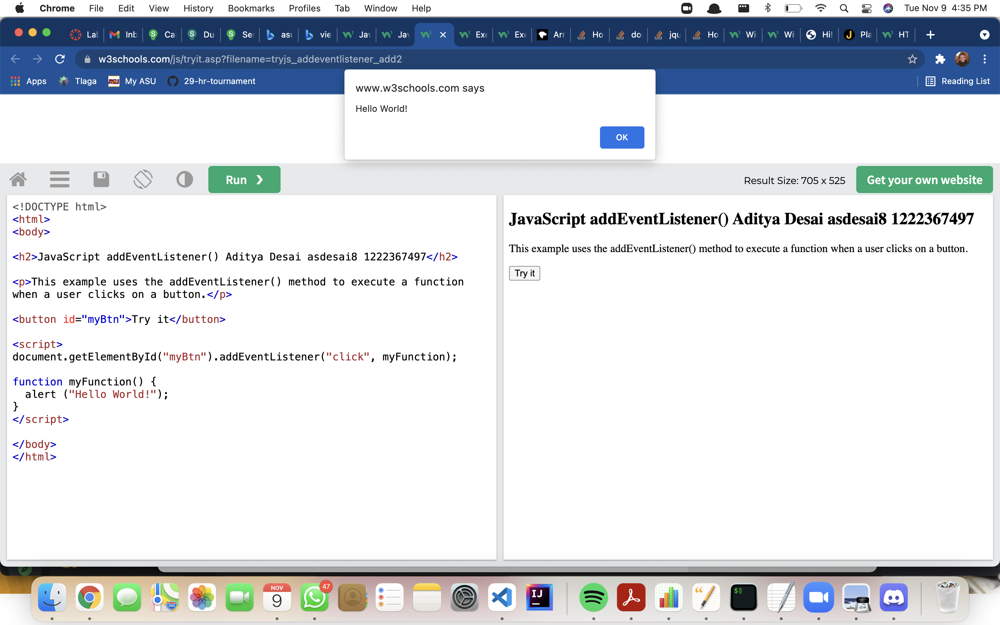 Chrome File Edit View History Bookmarks Profiles Tab Window Help Tue Nov 9 4:35 PM
Lab Inb Ca Du Se asu vie Jav Jav Exe Exe Arr Ho do jqu Ho Wi Wi Hi! Pla HT
w3schools.com/js/tryit.asp?filename=tryjs_addeventlistener_add2
Apps Tlaga ASU My ASU 29-hr-tournament Reading List
www.w3schools.com says
Hello World!
OK
Run ❯ Result Size: 705 x 525 Get your own website
<!DOCTYPE html>
<html>
<body>
<h2>JavaScript addEventListener() Aditya Desai asdesai8 1222367497</h2>
<p>This example uses the addEventListener() method to execute a function
when a user clicks on a button.</p>
<button id="myBtn">Try it</button>
<script>
document.getElementById("myBtn").addEventListener("click", myFunction);
function myFunction() {
alert ("Hello World!");
}
</script>
</body>
</html>
JavaScript addEventListener() Aditya Desai asdesai8 1222367497
This example uses the addEventListener() method to execute a function when a user clicks on a button.
Try it
NOV
9
47
280
IJ
$